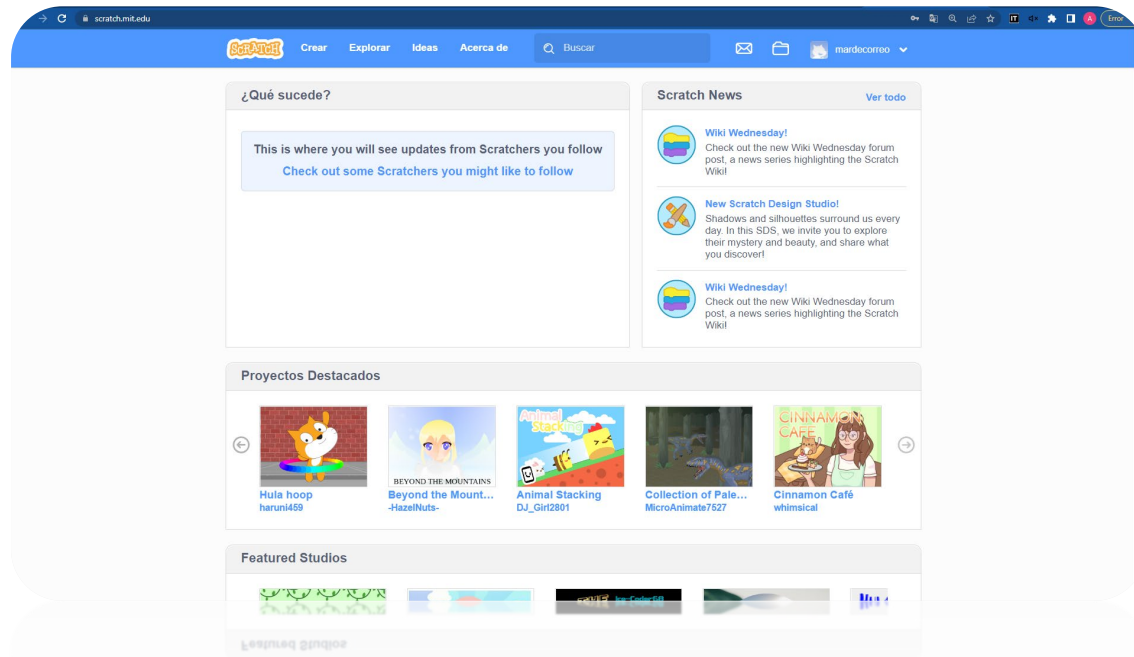 scratch.mit.edu
IT
A
Error
SCRATCH
Crear
Explorar
Ideas
Acerca de
Buscar
mardecorreo
¿Qué sucede?
This is where you will see updates from Scratchers you follow
Check out some Scratchers you might like to follow
Scratch News
Ver todo
Wiki Wednesday!
Check out the new Wiki Wednesday forum
post, a news series highlighting the Scratch
Wiki!
New Scratch Design Studio!
Shadows and silhouettes surround us every
day. In this SDS, we invite you to explore
their mystery and beauty, and share what
you discover!
Wiki Wednesday!
Check out the new Wiki Wednesday forum
post, a news series highlighting the Scratch
Wiki!
Proyectos Destacados
BEYOND THE MOUNTAINS
Animal
Stacking
CINNAMON
CAFE
Hula hoop
haruni459
Beyond the Mount...
-HazelNuts-
Animal Stacking
DJ_Girl2801
Collection of Pale...
MicroAnimate7527
Cinnamon Café
whimsical
Featured Studios
Featured Studios